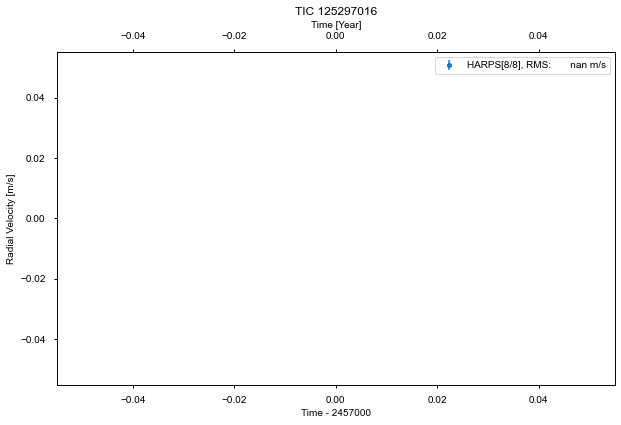 TIC 125297016
Time [Year]
−0.04 −0.02 0.00 0.02 0.04
HARPS[8/8], RMS: nan m/s
0.04
0.02
0.00
−0.02
−0.04
Radial Velocity [m/s]
−0.04 −0.02 0.00 0.02 0.04
Time - 2457000